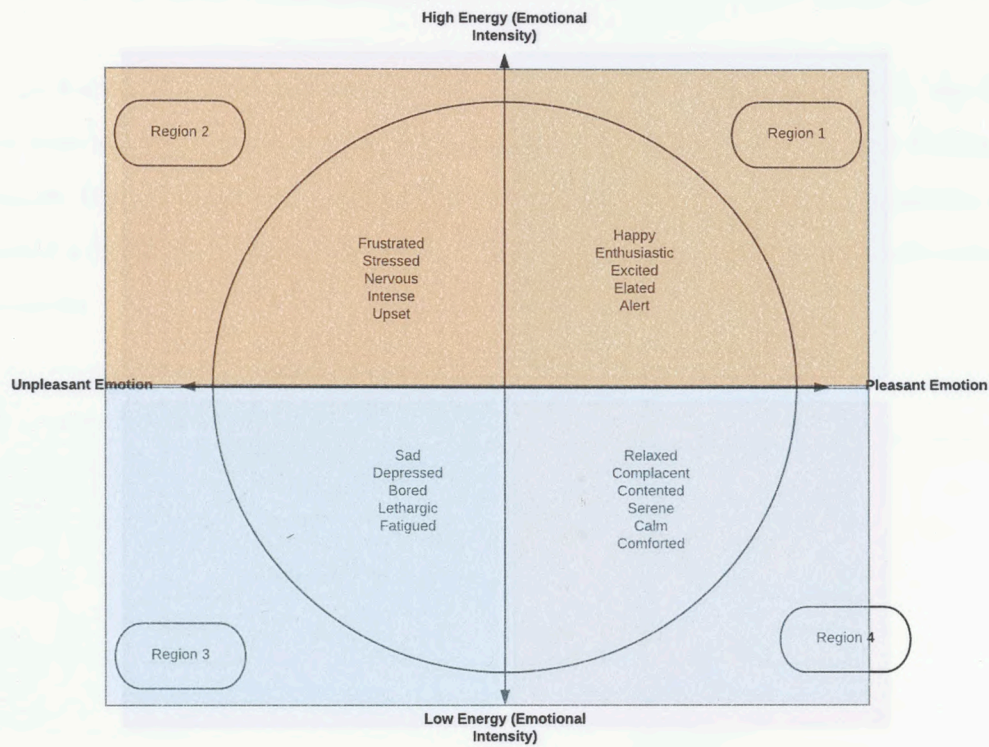 High Energy (Emotional
Intensity)
Region 2
Region 1
Frustrated
Stressed
Nervous
Intense
Upset
Happy
Enthusiastic
Excited
Elated
Alert
Unpleasant Emotion
Pleasant Emotion
Sad
Depressed
Bored
Lethargic
Fatigued
Relaxed
Complacent
Contented
Serene
Calm
Comforted
Region 3
Region 4
Low Energy (Emotional
Intensity)